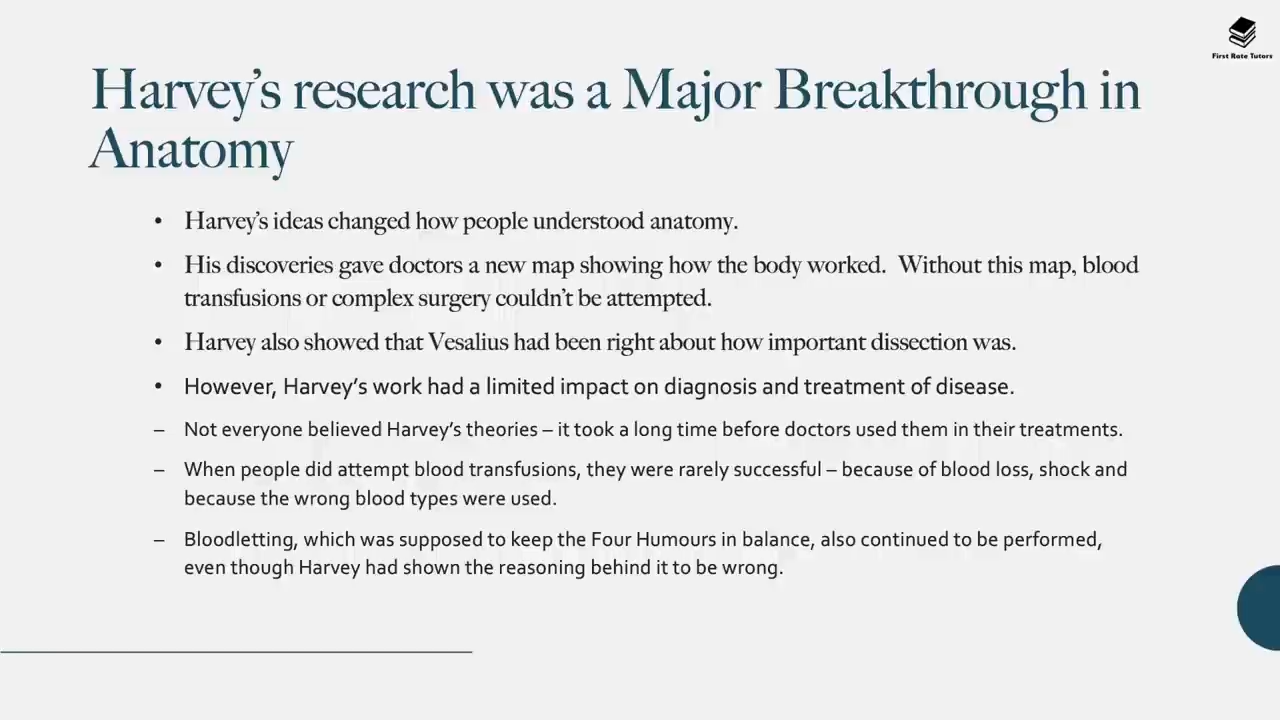 First Rate Tutors
Harvey’s research was a Major Breakthrough in
Anatomy
• Harvey’s ideas changed how people understood anatomy.
• His discoveries gave doctors a new map showing how the body worked.  Without this map, blood
transfusions or complex surgery couldn’t be attempted.
• Harvey also showed that Vesalius had been right about how important dissection was.
• However, Harvey’s work had a limited impact on diagnosis and treatment of disease.
– Not everyone believed Harvey’s theories – it took a long time before doctors used them in their treatments.
– When people did attempt blood transfusions, they were rarely successful – because of blood loss, shock and
because the wrong blood types were used.
– Bloodletting, which was supposed to keep the Four Humours in balance, also continued to be performed,
even though Harvey had shown the reasoning behind it to be wrong.